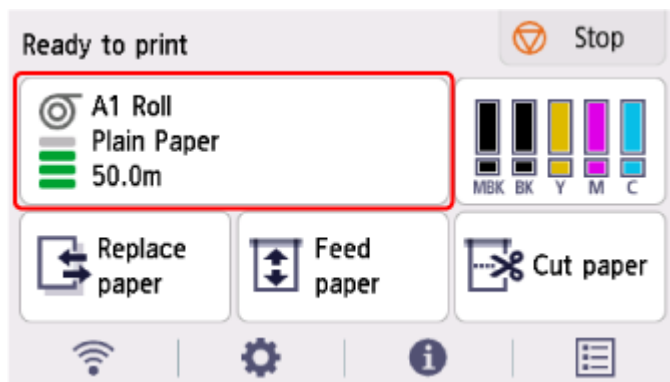 Ready to print
Stop
A1 Roll
Plain Paper
50.0m
MBK BK Y M C
Replace
paper
Feed
paper
Cut paper